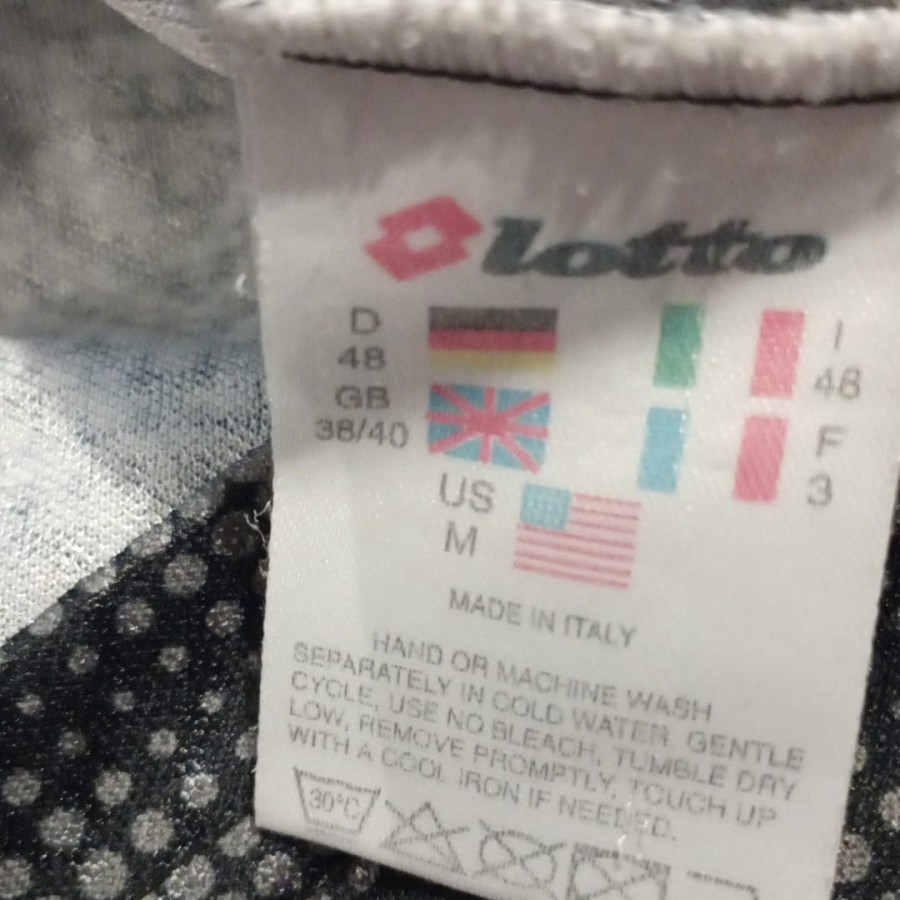 lotto
D
48
I
48
GB
38/40
F
3
US
M
MADE IN ITALY
HAND OR MACHINE WASH
SEPARATELY IN COLD WATER, GENTLE
CYCLE, USE NO BLEACH, TUMBLE DRY
LOW, REMOVE PROMPTLY, TOUCH UP
WITH A COOL IRON IF NEEDED.
30°C